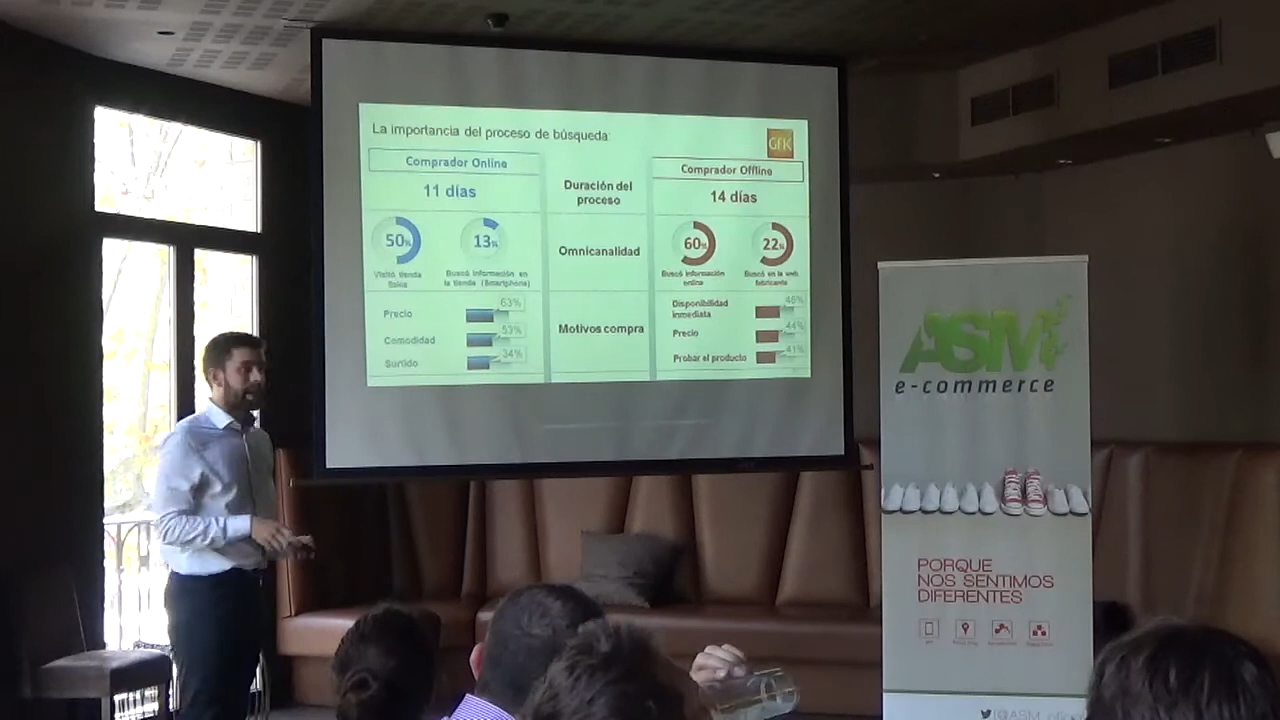 La importancia del proceso de búsqueda:
GfK
Comprador Online
Comprador Offline
11 días
Duración del
proceso
14 días
50%
13%
Omnicanalidad
60%
22%
Visitó tienda
física
Buscó información en
la tienda (Smartphone)
Buscó información
online
Buscó en la web
fabricante
Precio
63%
Comodidad
53%
Surtido
34%
Motivos compra
Disponibilidad
inmediata
46%
Precio
44%
Probar el producto
41%
ASM
e-commerce
PORQUE
NOS SENTIMOS
DIFERENTES